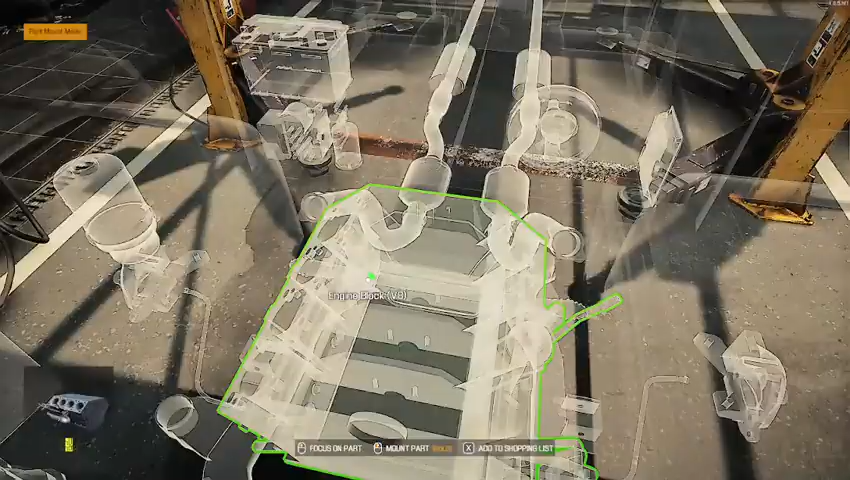 Part Mount Mode
Engine Block (V8)
FOCUS ON PART
MOUNT PART
ADD TO SHOPPING LIST